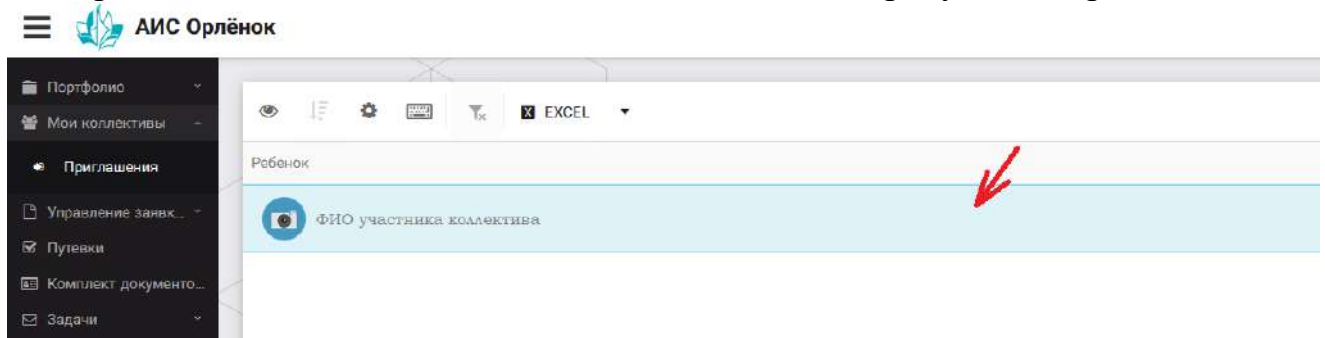 АИС Орлёнок
Портфолио
Мои коллективы
Приглашения
Управление заявк...
Путевки
Комплект документо...
Задачи
X EXCEL
Ребенок
ФИО участника коллектива